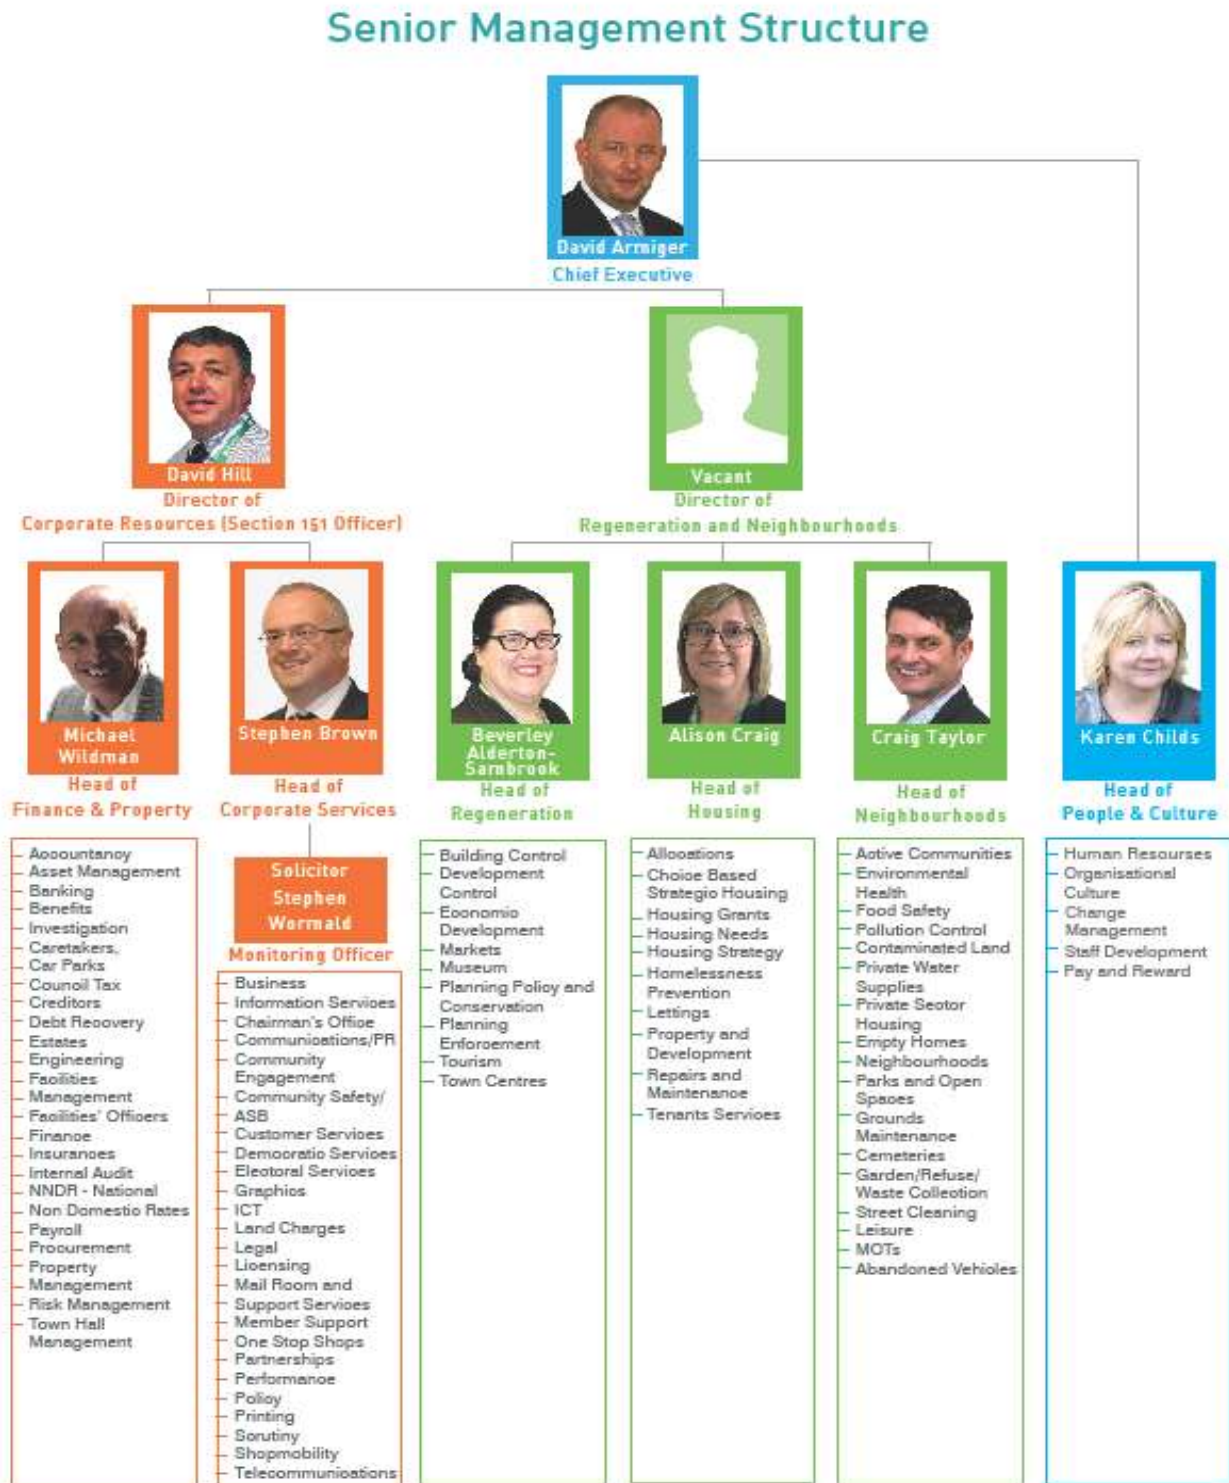 Senior Management Structure
David Armiger
Chief Executive
David Hill
Director of
Corporate Resources (Section 151 Officer)
Vacant
Director of
Regeneration and Neighbourhoods
Michael
Wildman
Head of
Finance & Property
Stephen Brown
Head of
Corporate Services
Beverley
Alderton-
Sambrook
Head of
Regeneration
Alison Craig
Head of
Housing
Craig Taylor
Head of
Neighbourhoods
Karen Childs
Head of
People & Culture
Accountancy
Asset Management
Banking
Benefits
Investigation
Caretakers,
Car Parks
Council Tax
Creditors
Debt Recovery
Estates
Engineering
Facilities
Management
Facilities' Officers
Finance
Insurances
Internal Audit
NNDR - National
Non Domestic Rates
Payroll
Procurement
Property
Management
Risk Management
Town Hall
Management
Solicitor
Stephen
Wormald
Monitoring Officer
Business
Information Services
Chairman's Office
Communications/PR
Community
Engagement
Community Safety/
ASB
Customer Services
Democratic Services
Electoral Services
Graphics
ICT
Land Charges
Legal
Licensing
Mail Room and
Support Services
Member Support
One Stop Shops
Partnerships
Performance
Policy
Printing
Scrutiny
Shopmobility
Telecommunications
Building Control
Development
Control
Economic
Development
Markets
Museum
Planning Policy and
Conservation
Planning
Enforcement
Tourism
Town Centres
Allocations
Choice Based
Strategic Housing
Housing Grants
Housing Needs
Housing Strategy
Homelessness
Prevention
Lettings
Property and
Development
Repairs and
Maintenance
Tenants Services
Active Communities
Environmental
Health
Food Safety
Pollution Control
Contaminated Land
Private Water
Supplies
Private Sector
Housing
Empty Homes
Neighbourhoods
Parks and Open
Spaces
Grounds
Maintenance
Cemeteries
Garden/Refuse/
Waste Collection
Street Cleaning
Leisure
MOTs
Abandoned Vehicles
Human Resourses
Organisational
Culture
Change
Management
Staff Development
Pay and Reward